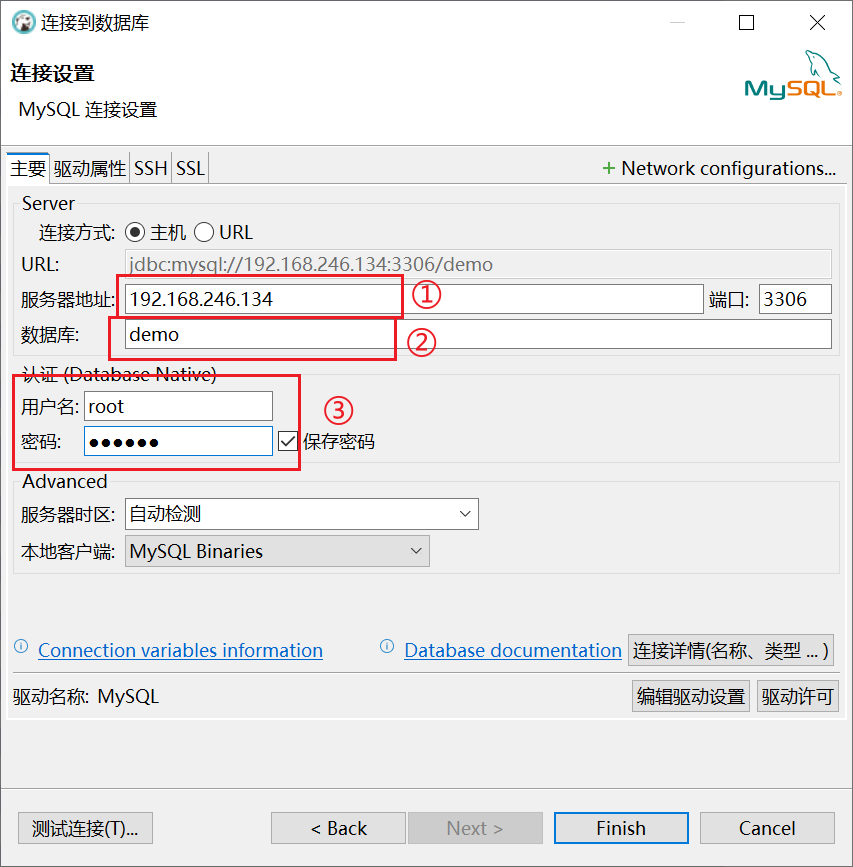 连接到数据库
连接设置
MySQL 连接设置
MySQL
主要 驱动属性 SSH SSL + Network configurations...
Server
连接方式: 主机 URL
URL: jdbc:mysql://192.168.246.134:3306/demo
服务器地址: 192.168.246.134 ① 端口: 3306
数据库: demo ②
认证 (Database Native)
用户名: root ③
密码: ●●●●●● 保存密码
Advanced
服务器时区: 自动检测
本地客户端: MySQL Binaries
Connection variables information Database documentation 连接详情(名称、类型 ... )
驱动名称: MySQL 编辑驱动设置 驱动许可
测试连接(T)... < Back Next > Finish Cancel